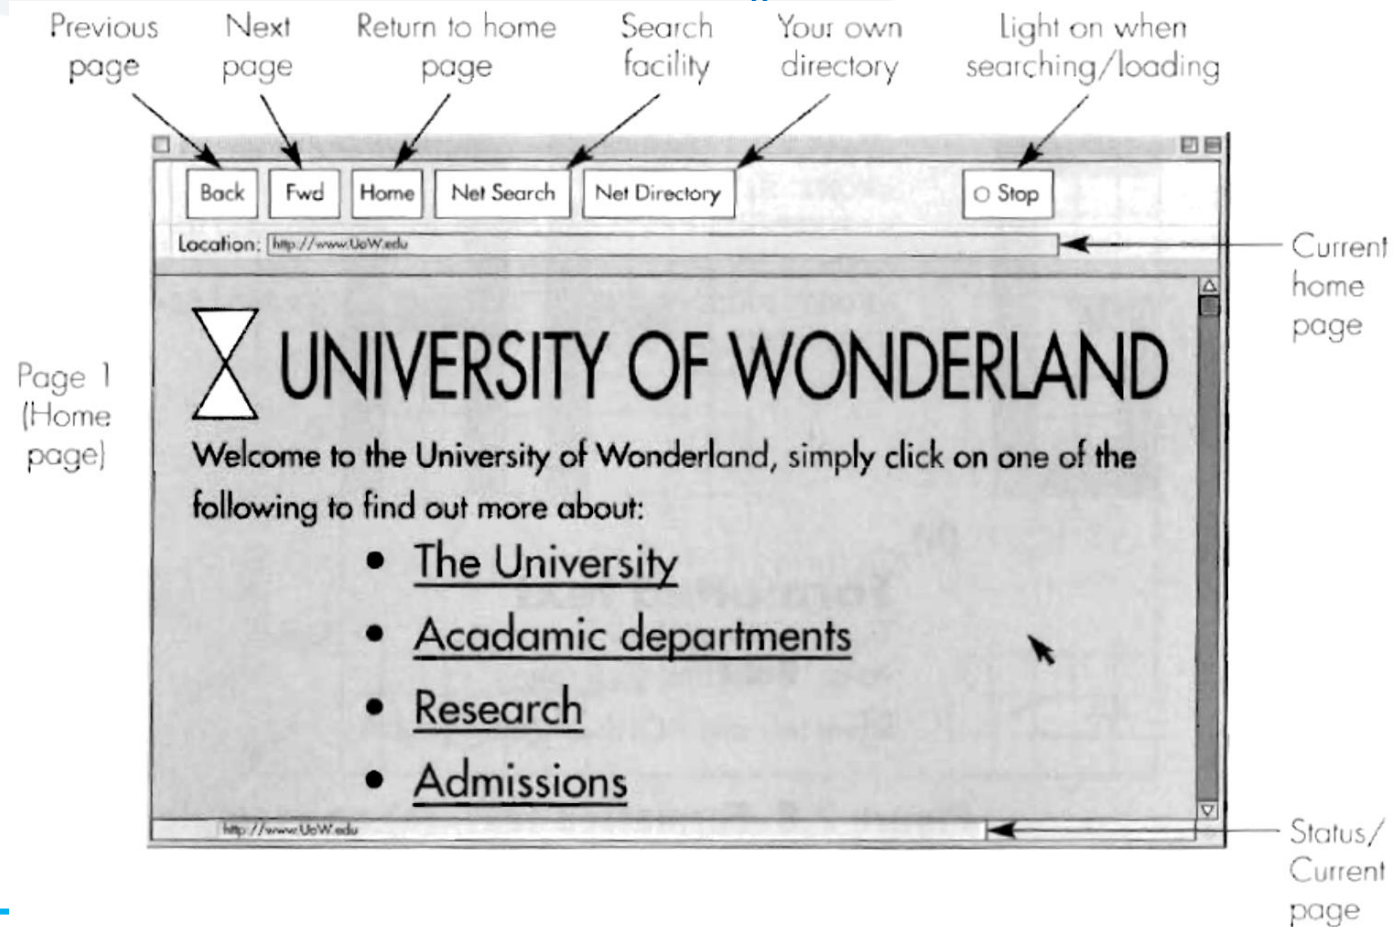 Previous page
Next page
Return to home page
Search facility
Your own directory
Light on when searching/loading
Back
Fwd
Home
Net Search
Net Directory
Stop
Location: http://www.UoW.edu
Current home page
Page 1 (Home page)
UNIVERSITY OF WONDERLAND
Welcome to the University of Wonderland, simply click on one of the
following to find out more about:
• The University
• Acadamic departments
• Research
• Admissions
http://www.UoW.edu
Status/ Current page